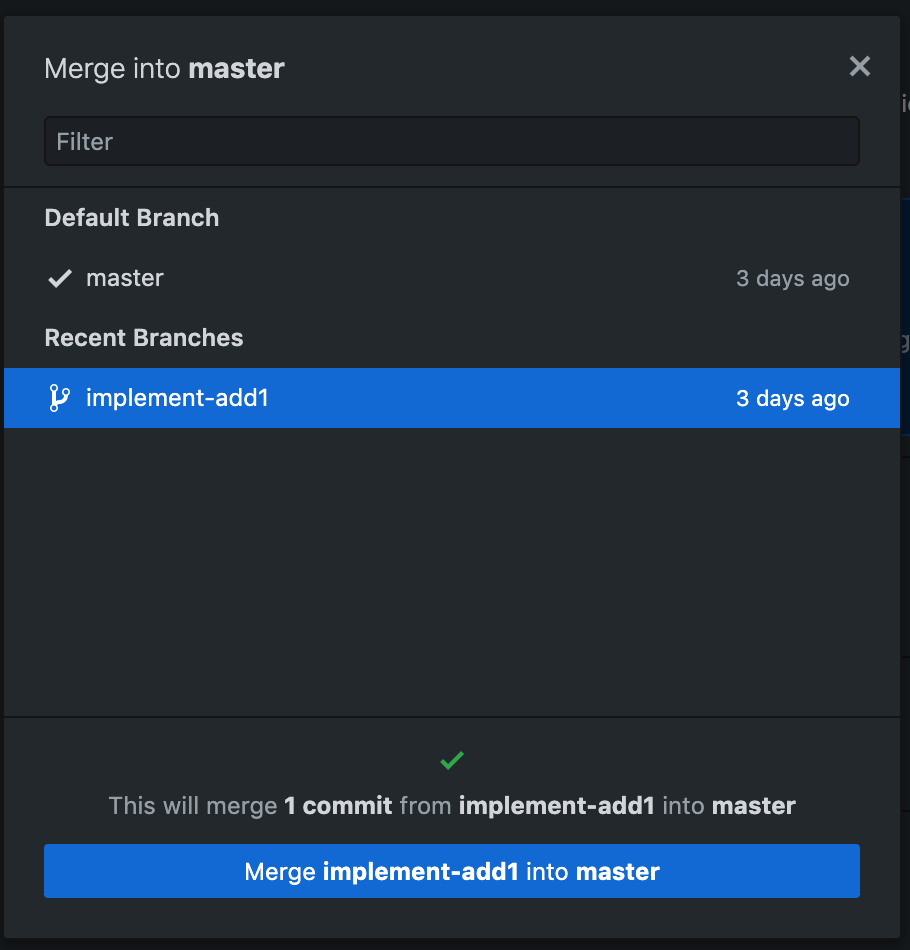 Merge into master
Filter
Default Branch
master 3 days ago
Recent Branches
implement-add1 3 days ago
This will merge 1 commit from implement-add1 into master
Merge implement-add1 into master